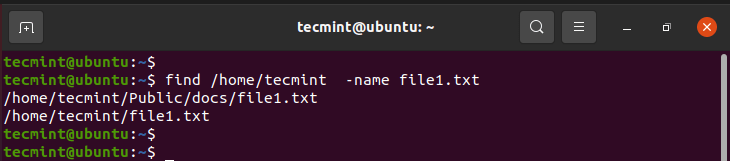 tecmint@ubuntu: ~
tecmint@ubuntu:~$
tecmint@ubuntu:~$ find /home/tecmint  -name file1.txt
/home/tecmint/Public/docs/file1.txt
/home/tecmint/file1.txt
tecmint@ubuntu:~$
tecmint@ubuntu:~$